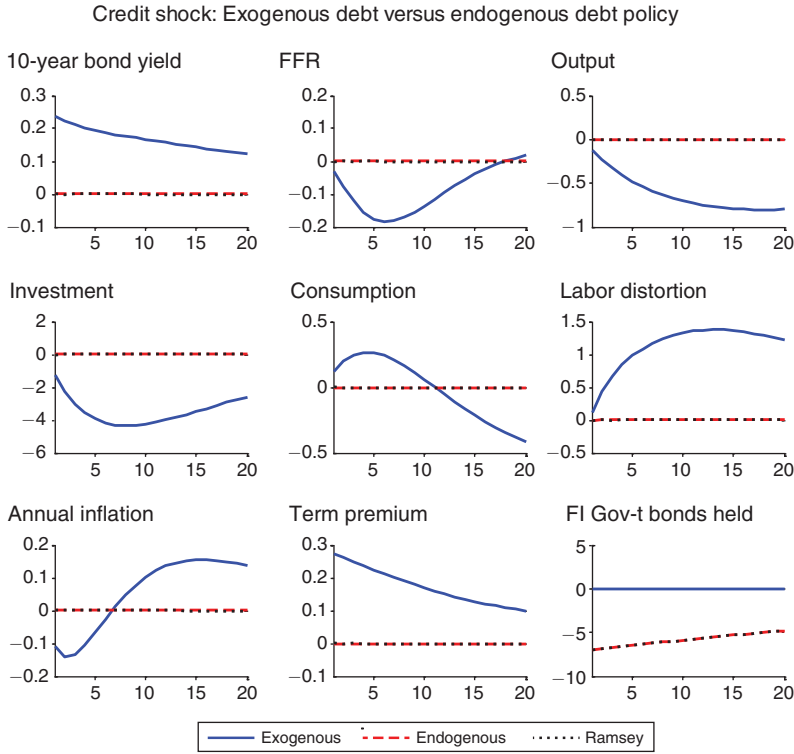 Credit shock: Exogenous debt versus endogenous debt policy
10-year bond yield
0.3
0.2
0.1
0
−0.1
5 10 15 20
FFR
0.2
0.1
0
−0.1
−0.2
5 10 15 20
Output
0.5
0
−0.5
−1
5 10 15 20
Investment
2
0
−2
−4
−6
5 10 15 20
Consumption
0.5
0
0.5
5 10 15 20
Labor distortion
1.5
1
0.5
0
−0.5
5 10 15 20
Annual inflation
0.2
0.1
0
−0.1
−0.2
5 10 15 20
Term premium
0.3
0.2
0.1
0
−0.1
5 10 15 20
FI Gov-t bonds held
5
0
−5
−10
5 10 15 20
Exogenous Endogenous Ramsey